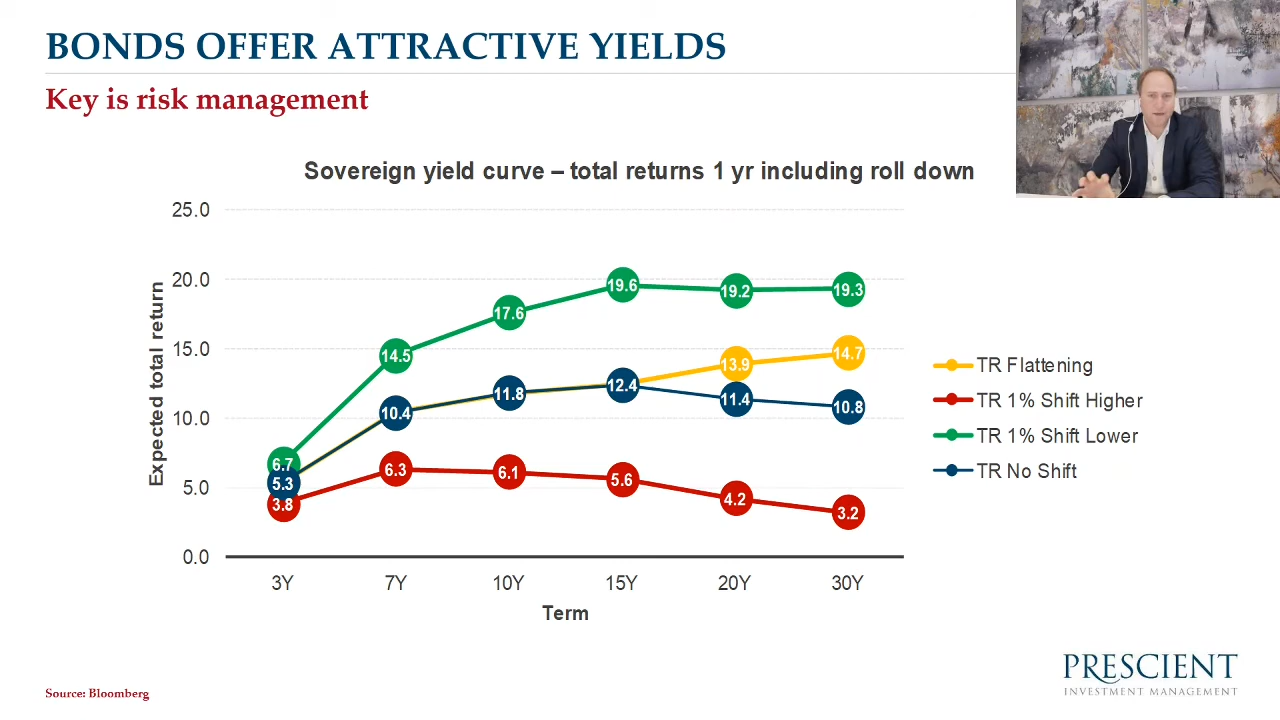 BONDS OFFER ATTRACTIVE YIELDS
Key is risk management
Sovereign yield curve – total returns 1 yr including roll down
Expected total return
25.0
20.0
15.0
10.0
5.0
0.0
6.7
14.5
17.6
19.6
19.2
19.3
13.9
14.7
5.3
10.4
11.8
12.4
11.4
10.8
3.8
6.3
6.1
5.6
4.2
3.2
3Y 7Y 10Y 15Y 20Y 30Y
Term
TR Flattening
TR 1% Shift Higher
TR 1% Shift Lower
TR No Shift
Source: Bloomberg
PRESCIENT
INVESTMENT MANAGEMENT